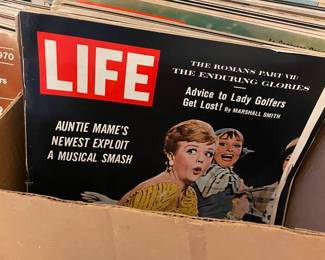 1970
LIFE
THE ROMANS PART VII:
THE ENDURING GLORIES
Advice to Lady Golfers
Get Lost! By MARSHALL SMITH
AUNTIE MAME'S
NEWEST EXPLOIT
A MUSICAL SMASH